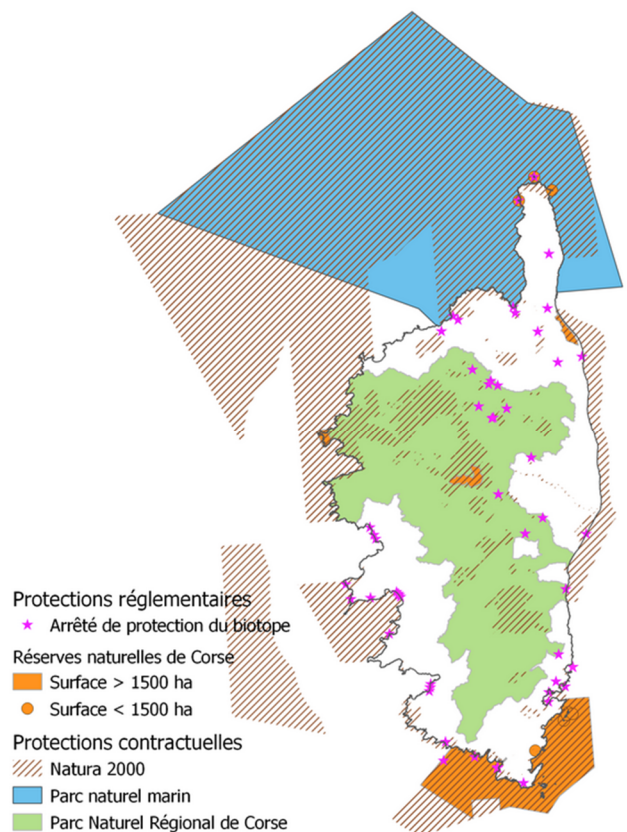 Protections réglementaires
Arrêté de protection du biotope
Réserves naturelles de Corse
Surface > 1500 ha
Surface < 1500 ha
Protections contractuelles
Natura 2000
Parc naturel marin
Parc Naturel Régional de Corse